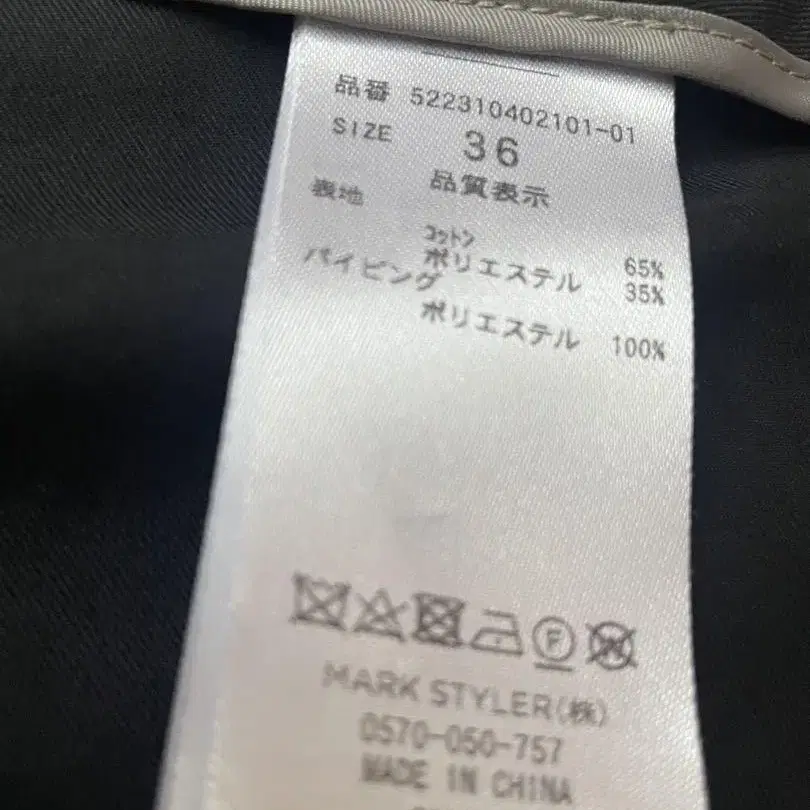 品番 522310402101-01
SIZE 36
品質表示
表地
コットン 65%
ポリエステル 35%
パイピング
ポリエステル 100%
F
MARK STYLER(株)
0570-050-757
MADE IN CHINA